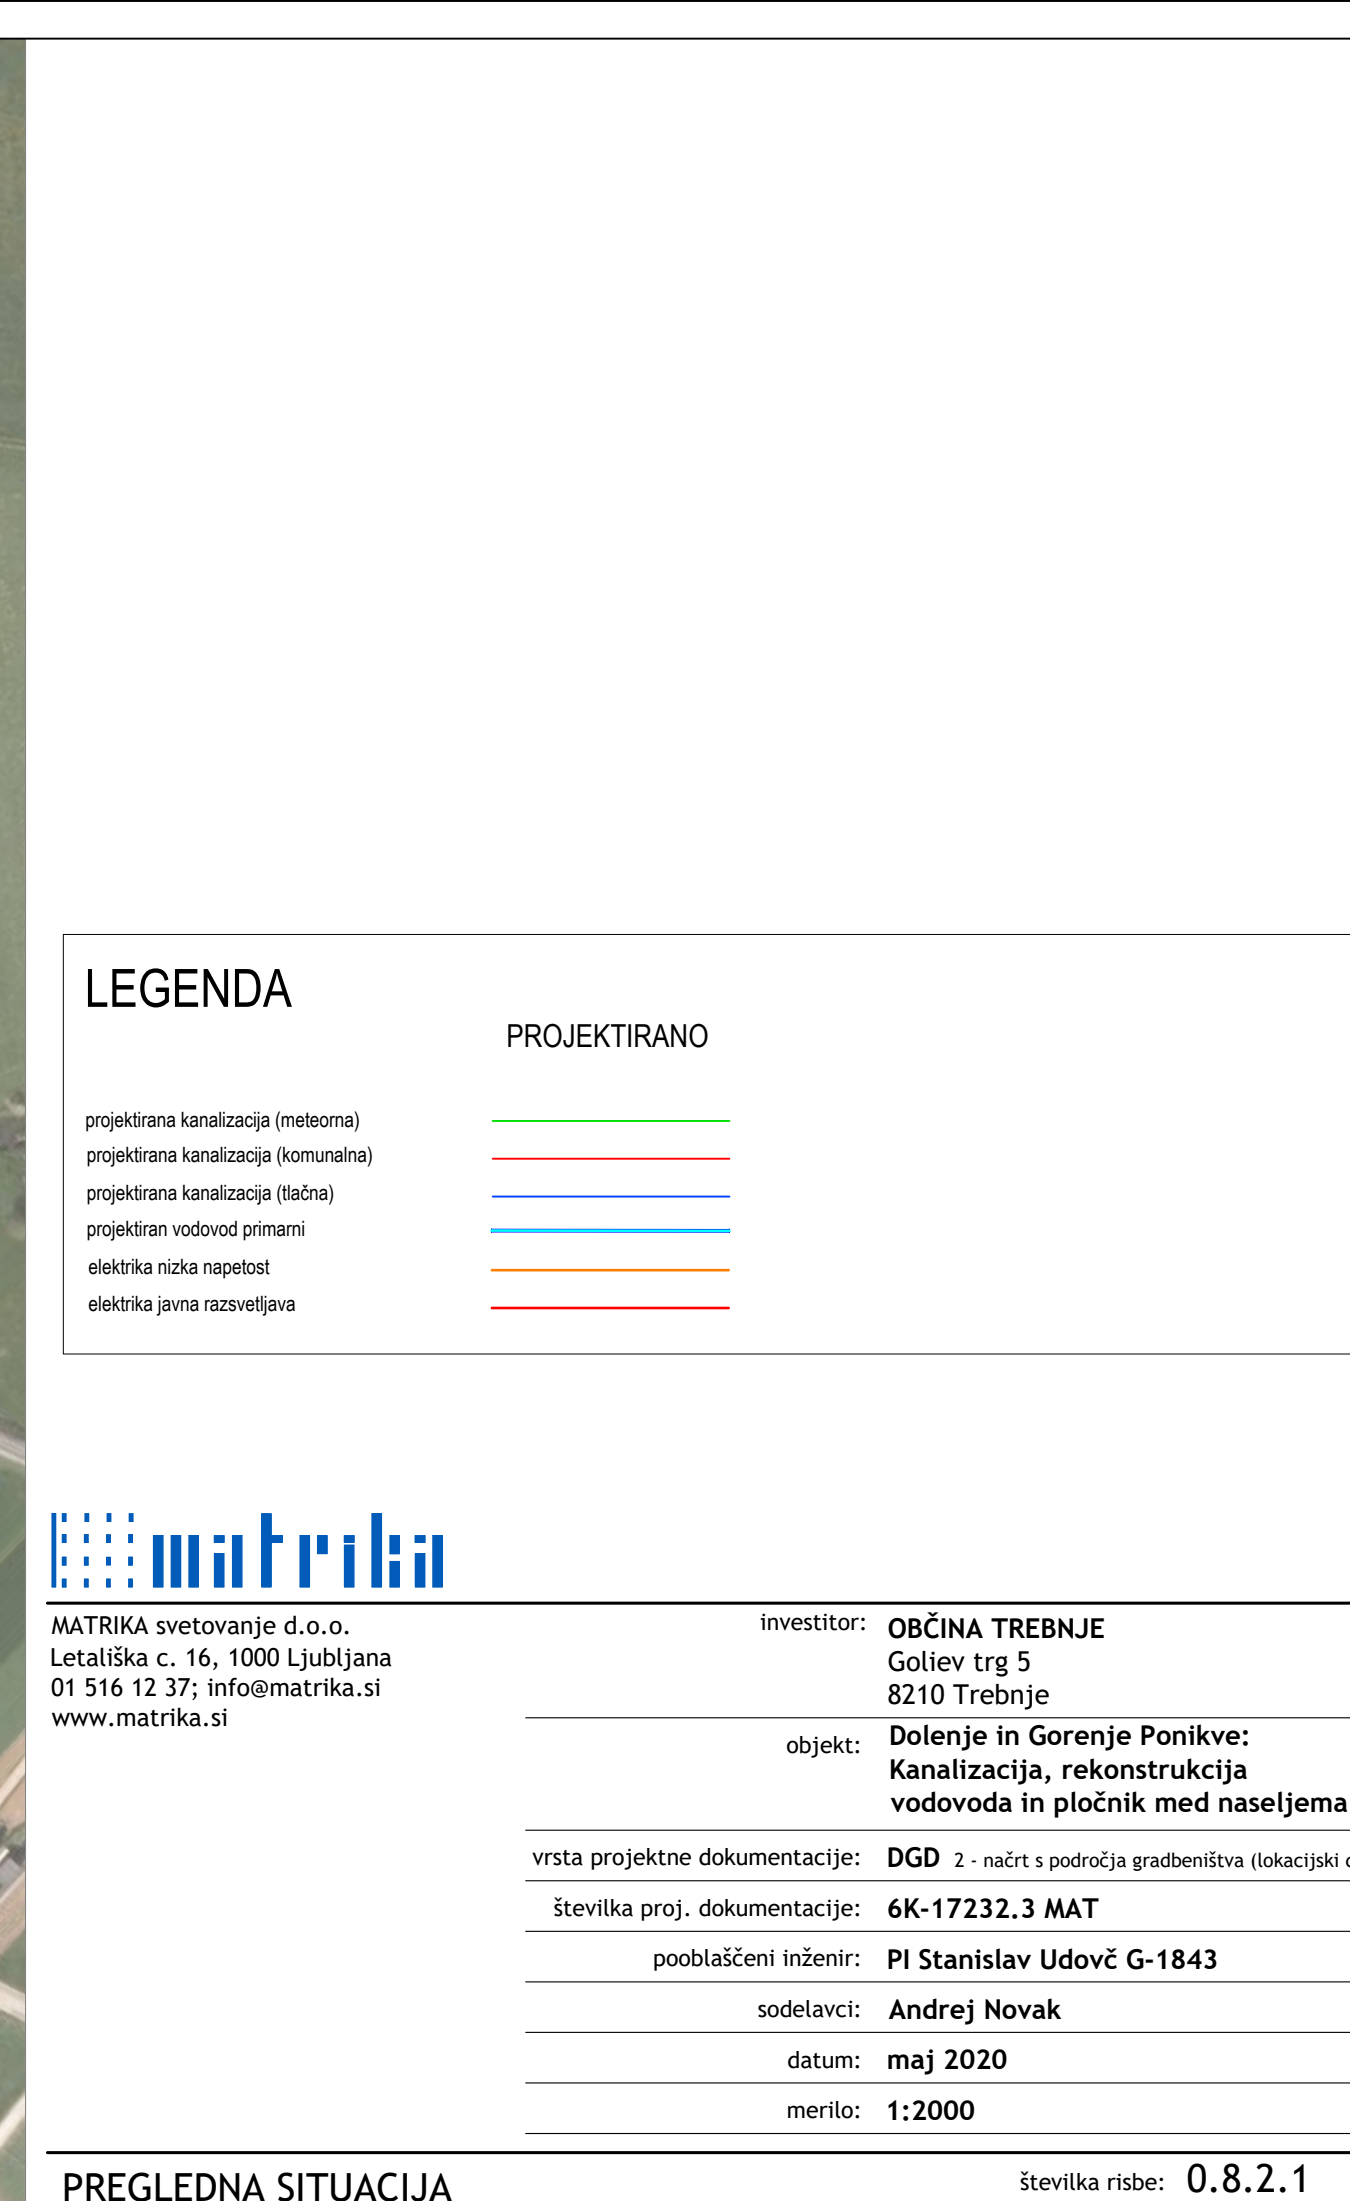 LEGENDA
PROJEKTIRANO
projektirana kanalizacija (meteorna)
projektirana kanalizacija (komunalna)
projektirana kanalizacija (tlačna)
projektiran vodovod primarni
elektrika nizka napetost
elektrika javna razsvetljava
matrika
MATRIKA svetovanje d.o.o.
Letališka c. 16, 1000 Ljubljana
01 516 12 37; info@matrika.si
www.matrika.si
investitor: OBČINA TREBNJE
Goliev trg 5
8210 Trebnje
objekt: Dolenje in Gorenje Ponikve:
Kanalizacija, rekonstrukcija
vodovoda in pločnik med naseljema
vrsta projektne dokumentacije: DGD 2 - načrt s področja gradbeništva (lokacijski
številka proj. dokumentacije: 6K-17232.3 MAT
pooblaščeni inženir: PI Stanislav Udovč G-1843
sodelavci: Andrej Novak
datum: maj 2020
merilo: 1:2000
PREGLEDNA SITUACIJA
številka risbe: 0.8.2.1